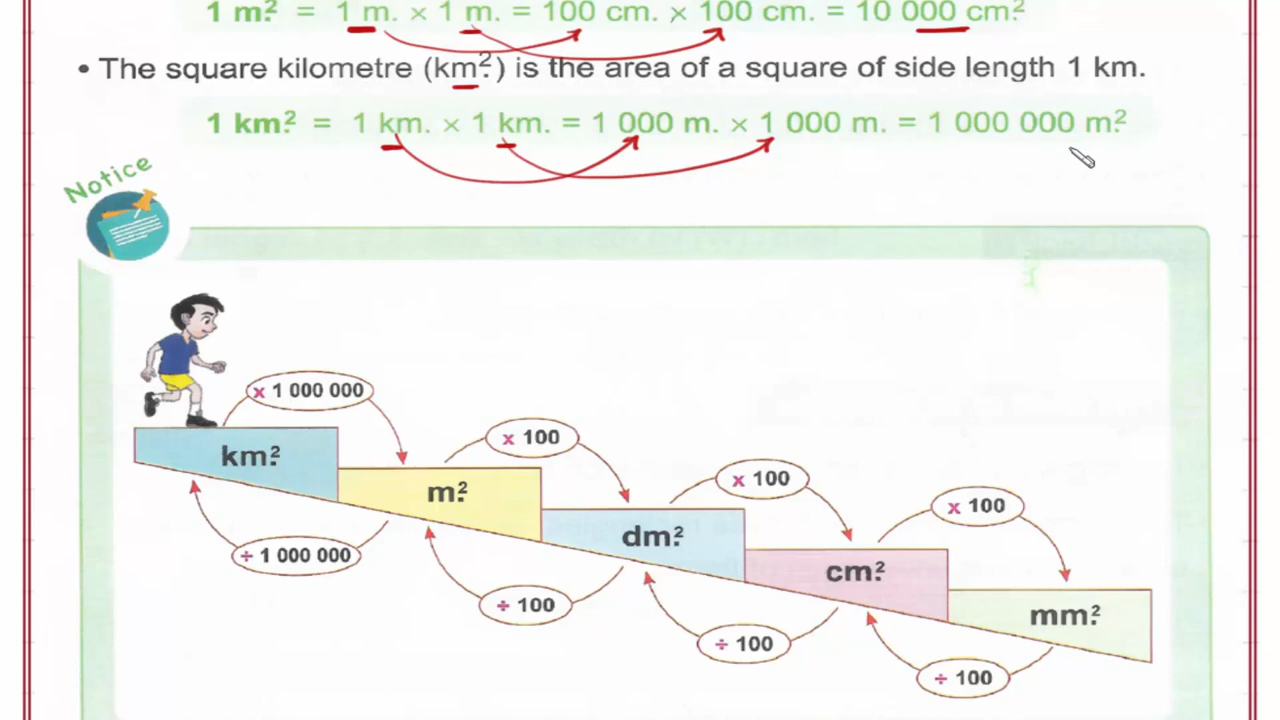 1 m² = 1 m. × 1 m. = 100 cm. × 100 cm. = 10 000 cm²
• The square kilometre (km²) is the area of a square of side length 1 km.
1 km² = 1 km. × 1 km. = 1 000 m. × 1 000 m. = 1 000 000 m²
Notice
x 1 000 000
x 100
x 100
x 100
km²
m²
dm²
cm²
mm²
÷ 1 000 000
÷ 100
÷ 100
÷ 100